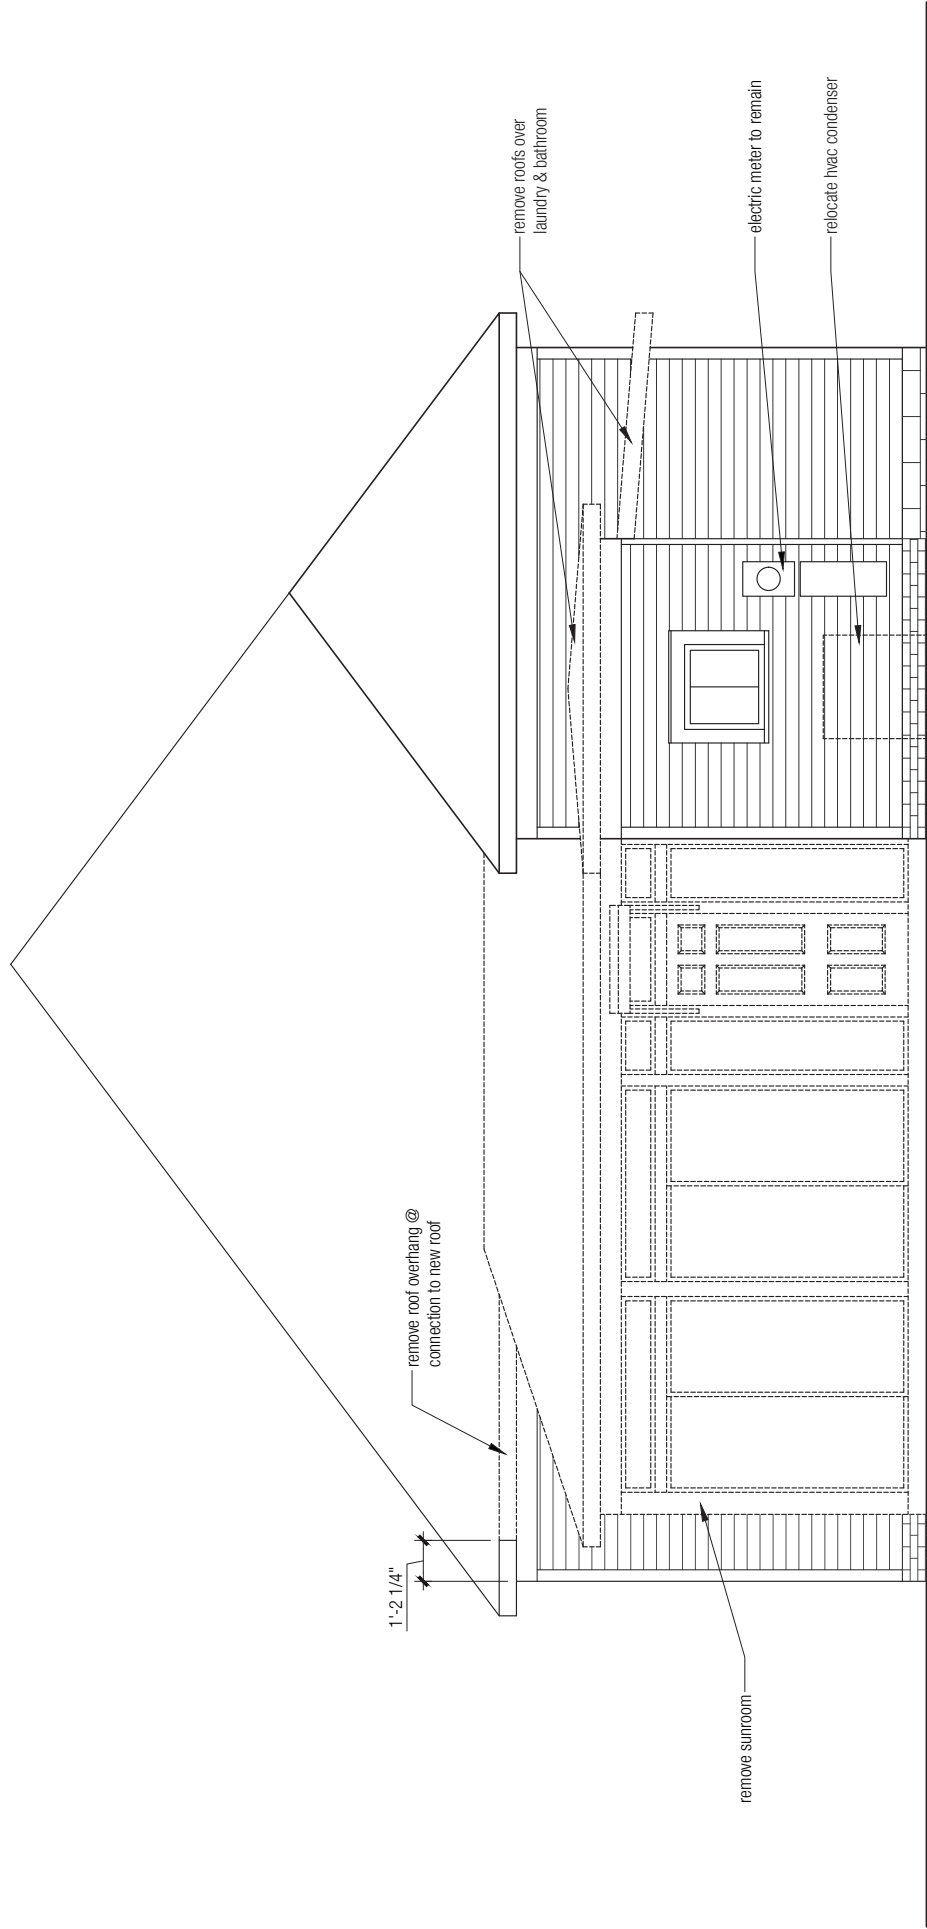 remove sunroom
1'-2 1/4"
remove roof overhang @
connection to new roof
remove roofs over
laundry & bathroom
electric meter to remain
relocate hvac condenser